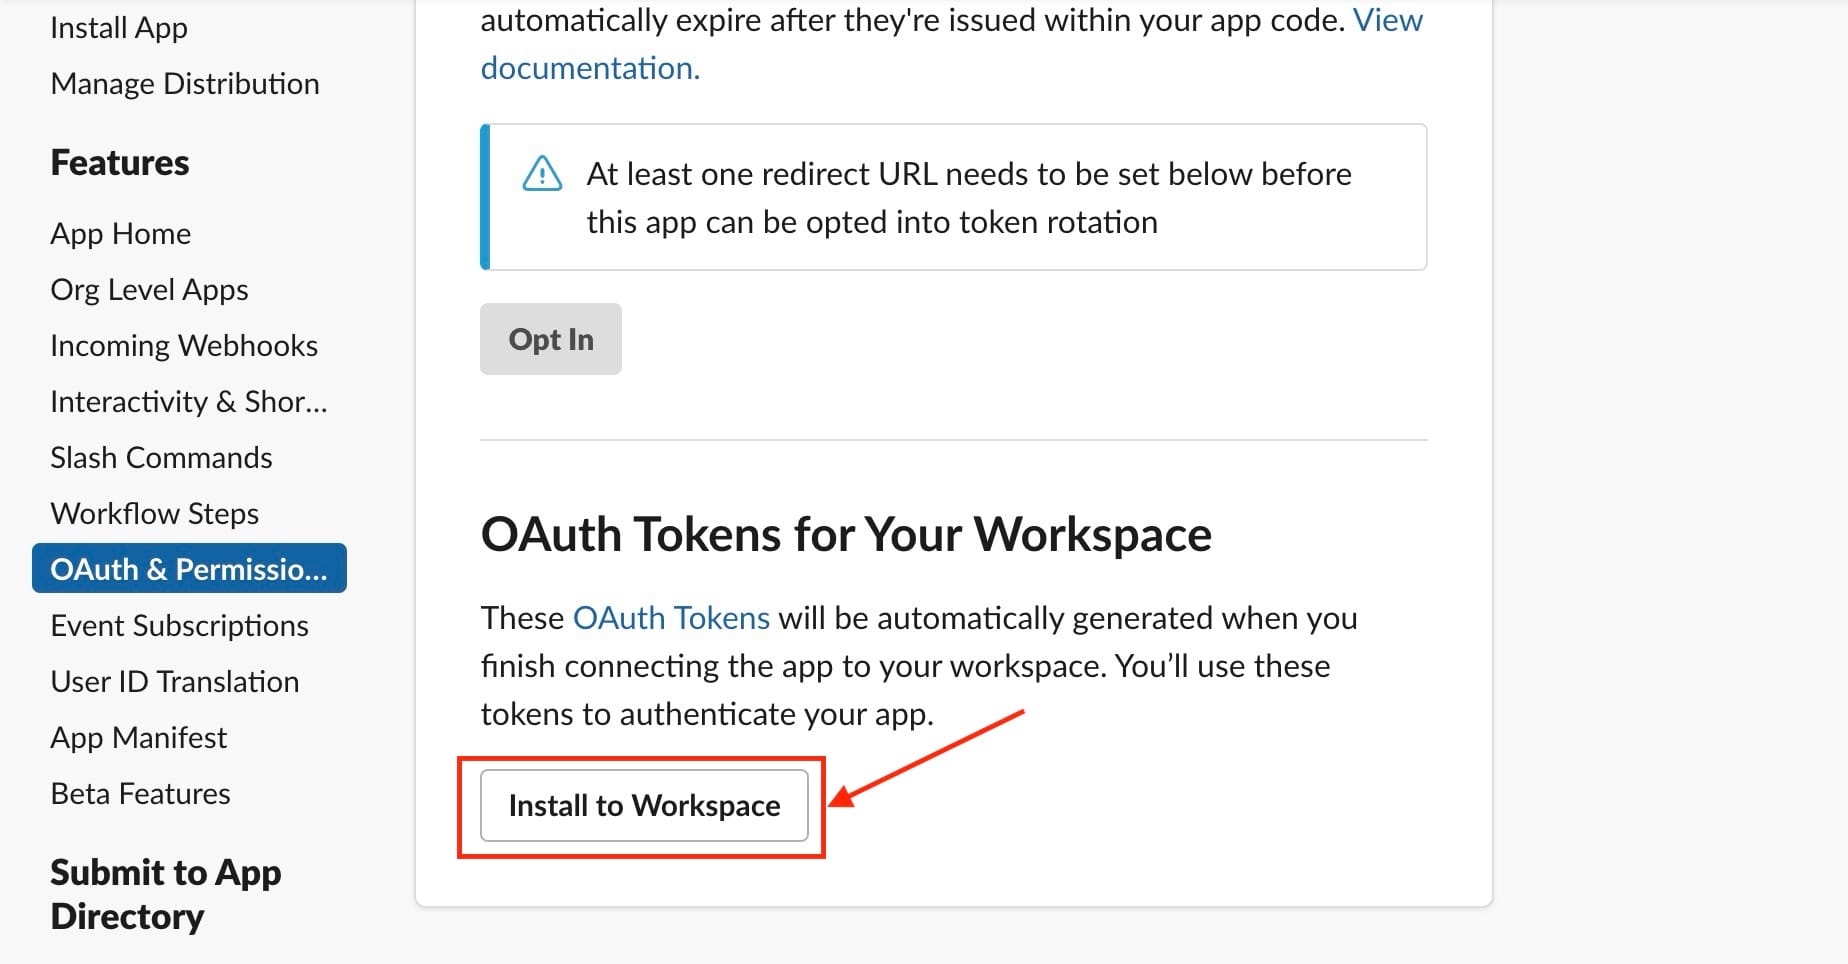 Install App
Manage Distribution
Features
App Home
Org Level Apps
Incoming Webhooks
Interactivity & Shor...
Slash Commands
Workflow Steps
OAuth & Permissio...
Event Subscriptions
User ID Translation
App Manifest
Beta Features
Submit to App
Directory
automatically expire after they're issued within your app code. View
documentation.
At least one redirect URL needs to be set below before
this app can be opted into token rotation
Opt In
OAuth Tokens for Your Workspace
These OAuth Tokens will be automatically generated when you
finish connecting the app to your workspace. You’ll use these
tokens to authenticate your app.
Install to Workspace